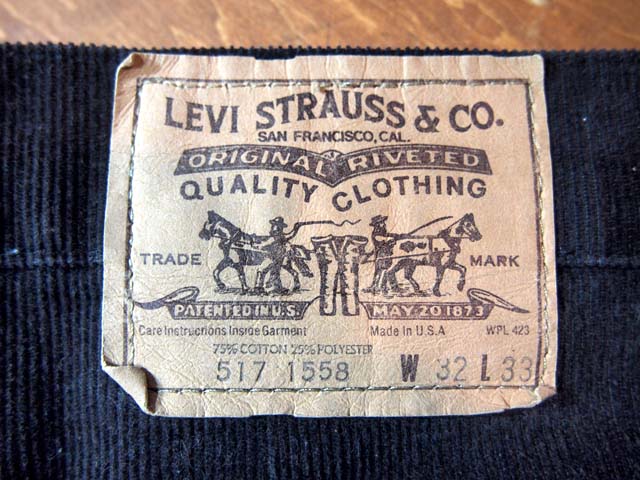 LEVI STRAUSS & CO.
SAN FRANCISCO, CAL.
ORIGINAL RIVETED
QUALITY CLOTHING
TRADE MARK
PATENTED IN U.S. MAY 20 1873
Care Instructions Inside Garment Made in U.S.A WPL 423
75% COTTON 25% POLYESTER
517 1558 W 32 L 33